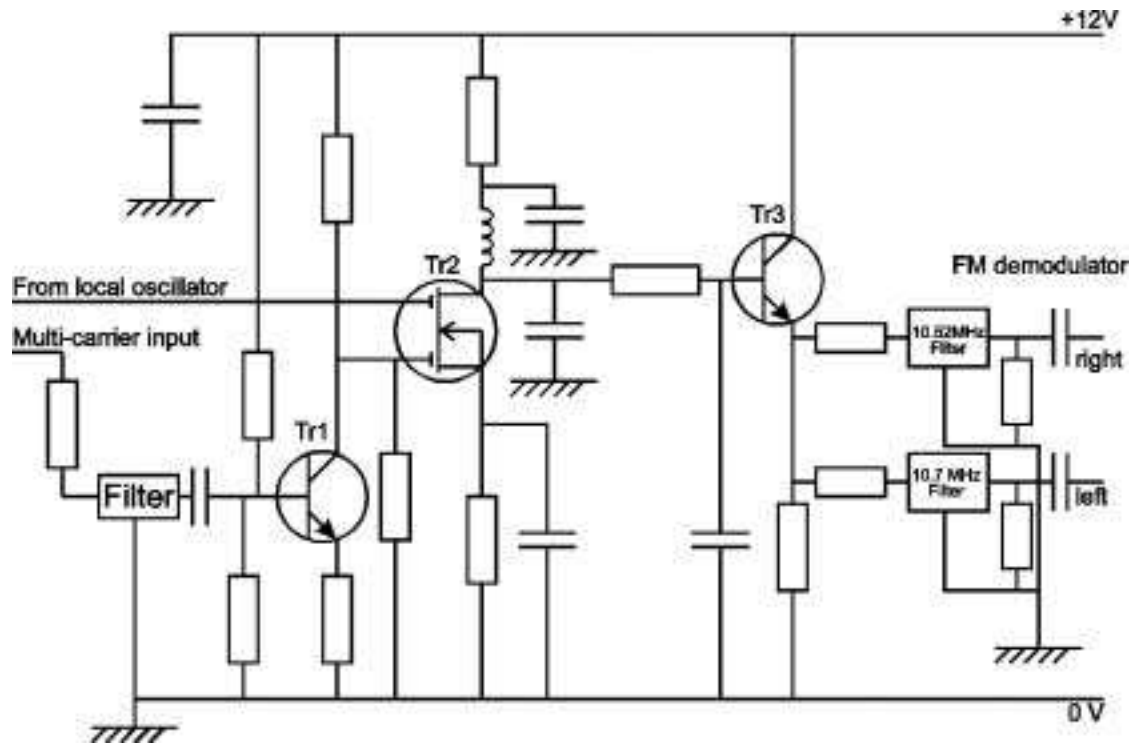 +12V
Tr3
Tr2
FM demodulator
From local oscillator
Multi-carrier input
10.62MHz
Filter
right
Tr1
Filter
10.7 MHz
Filter
left
0 V